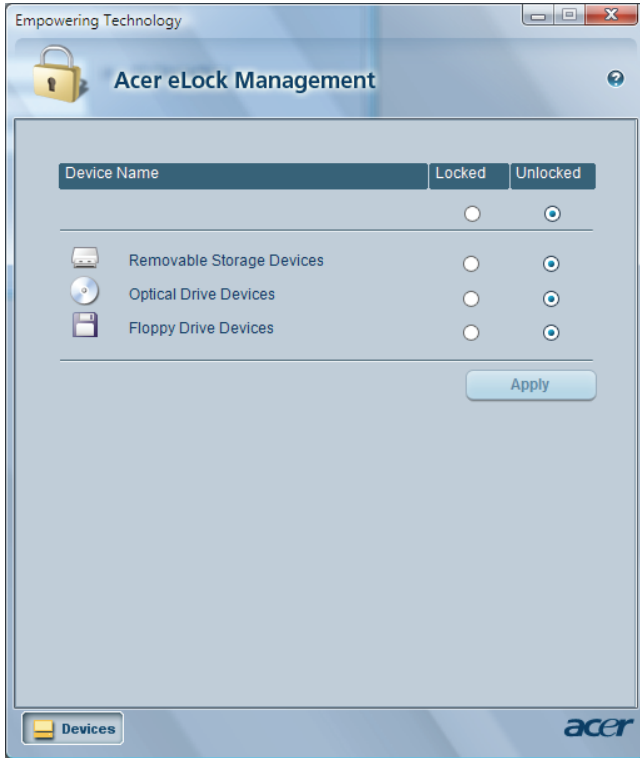 Empowering Technology
Acer eLock Management
Device Name Locked Unlocked
Removable Storage Devices
Optical Drive Devices
Floppy Drive Devices
Apply
Devices
acer